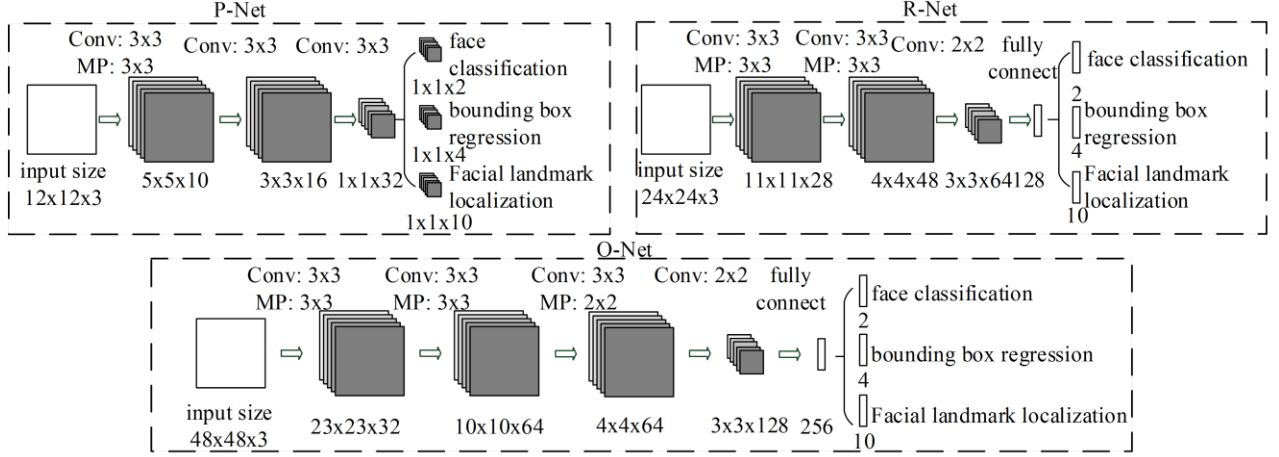 P-Net
Conv: 3x3
MP: 3x3
Conv: 3x3
Conv: 3x3
face
classification
1x1x2
bounding box
regression
1x1x4
Facial landmark
localization
1x1x10
input size
12x12x3
5x5x10
3x3x16
1x1x32
R-Net
Conv: 3x3
MP: 3x3
Conv: 3x3
MP: 3x3
Conv: 2x2
fully
connect
face classification
2
bounding box
regression
4
Facial landmark
localization
10
input size
24x24x3
11x11x28
4x4x48
3x3x64
128
O-Net
Conv: 3x3
MP: 3x3
Conv: 3x3
MP: 3x3
Conv: 3x3
MP: 2x2
Conv: 2x2
fully
connect
face classification
2
bounding box regression
4
Facial landmark localization
10
input size
48x48x3
23x23x32
10x10x64
4x4x64
3x3x128
256